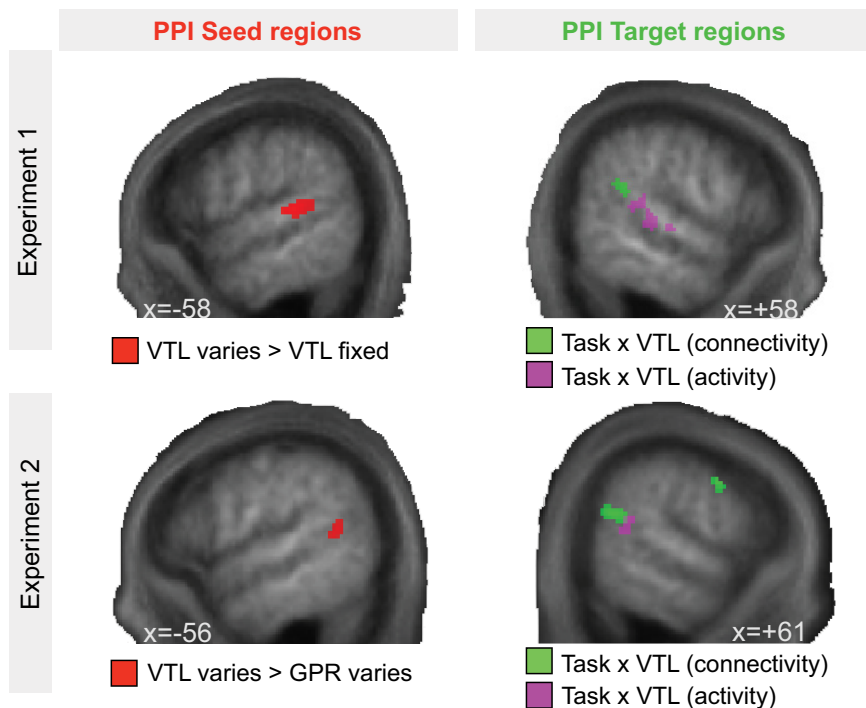 PPI Seed regions
PPI Target regions
Experiment 1
x=-58
x=+58
VTL varies > VTL fixed
Task x VTL (connectivity)
Task x VTL (activity)
Experiment 2
x=-56
x=+61
VTL varies > GPR varies
Task x VTL (connectivity)
Task x VTL (activity)